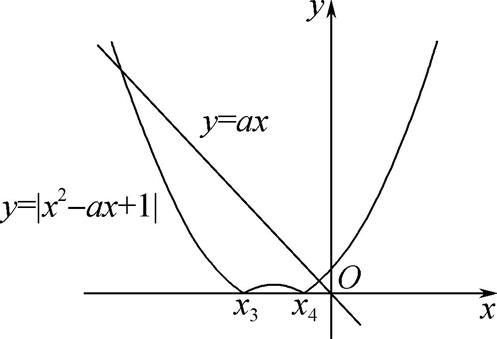 y
y=ax
y=|x²−ax+1|
O
x₃ x₄ x